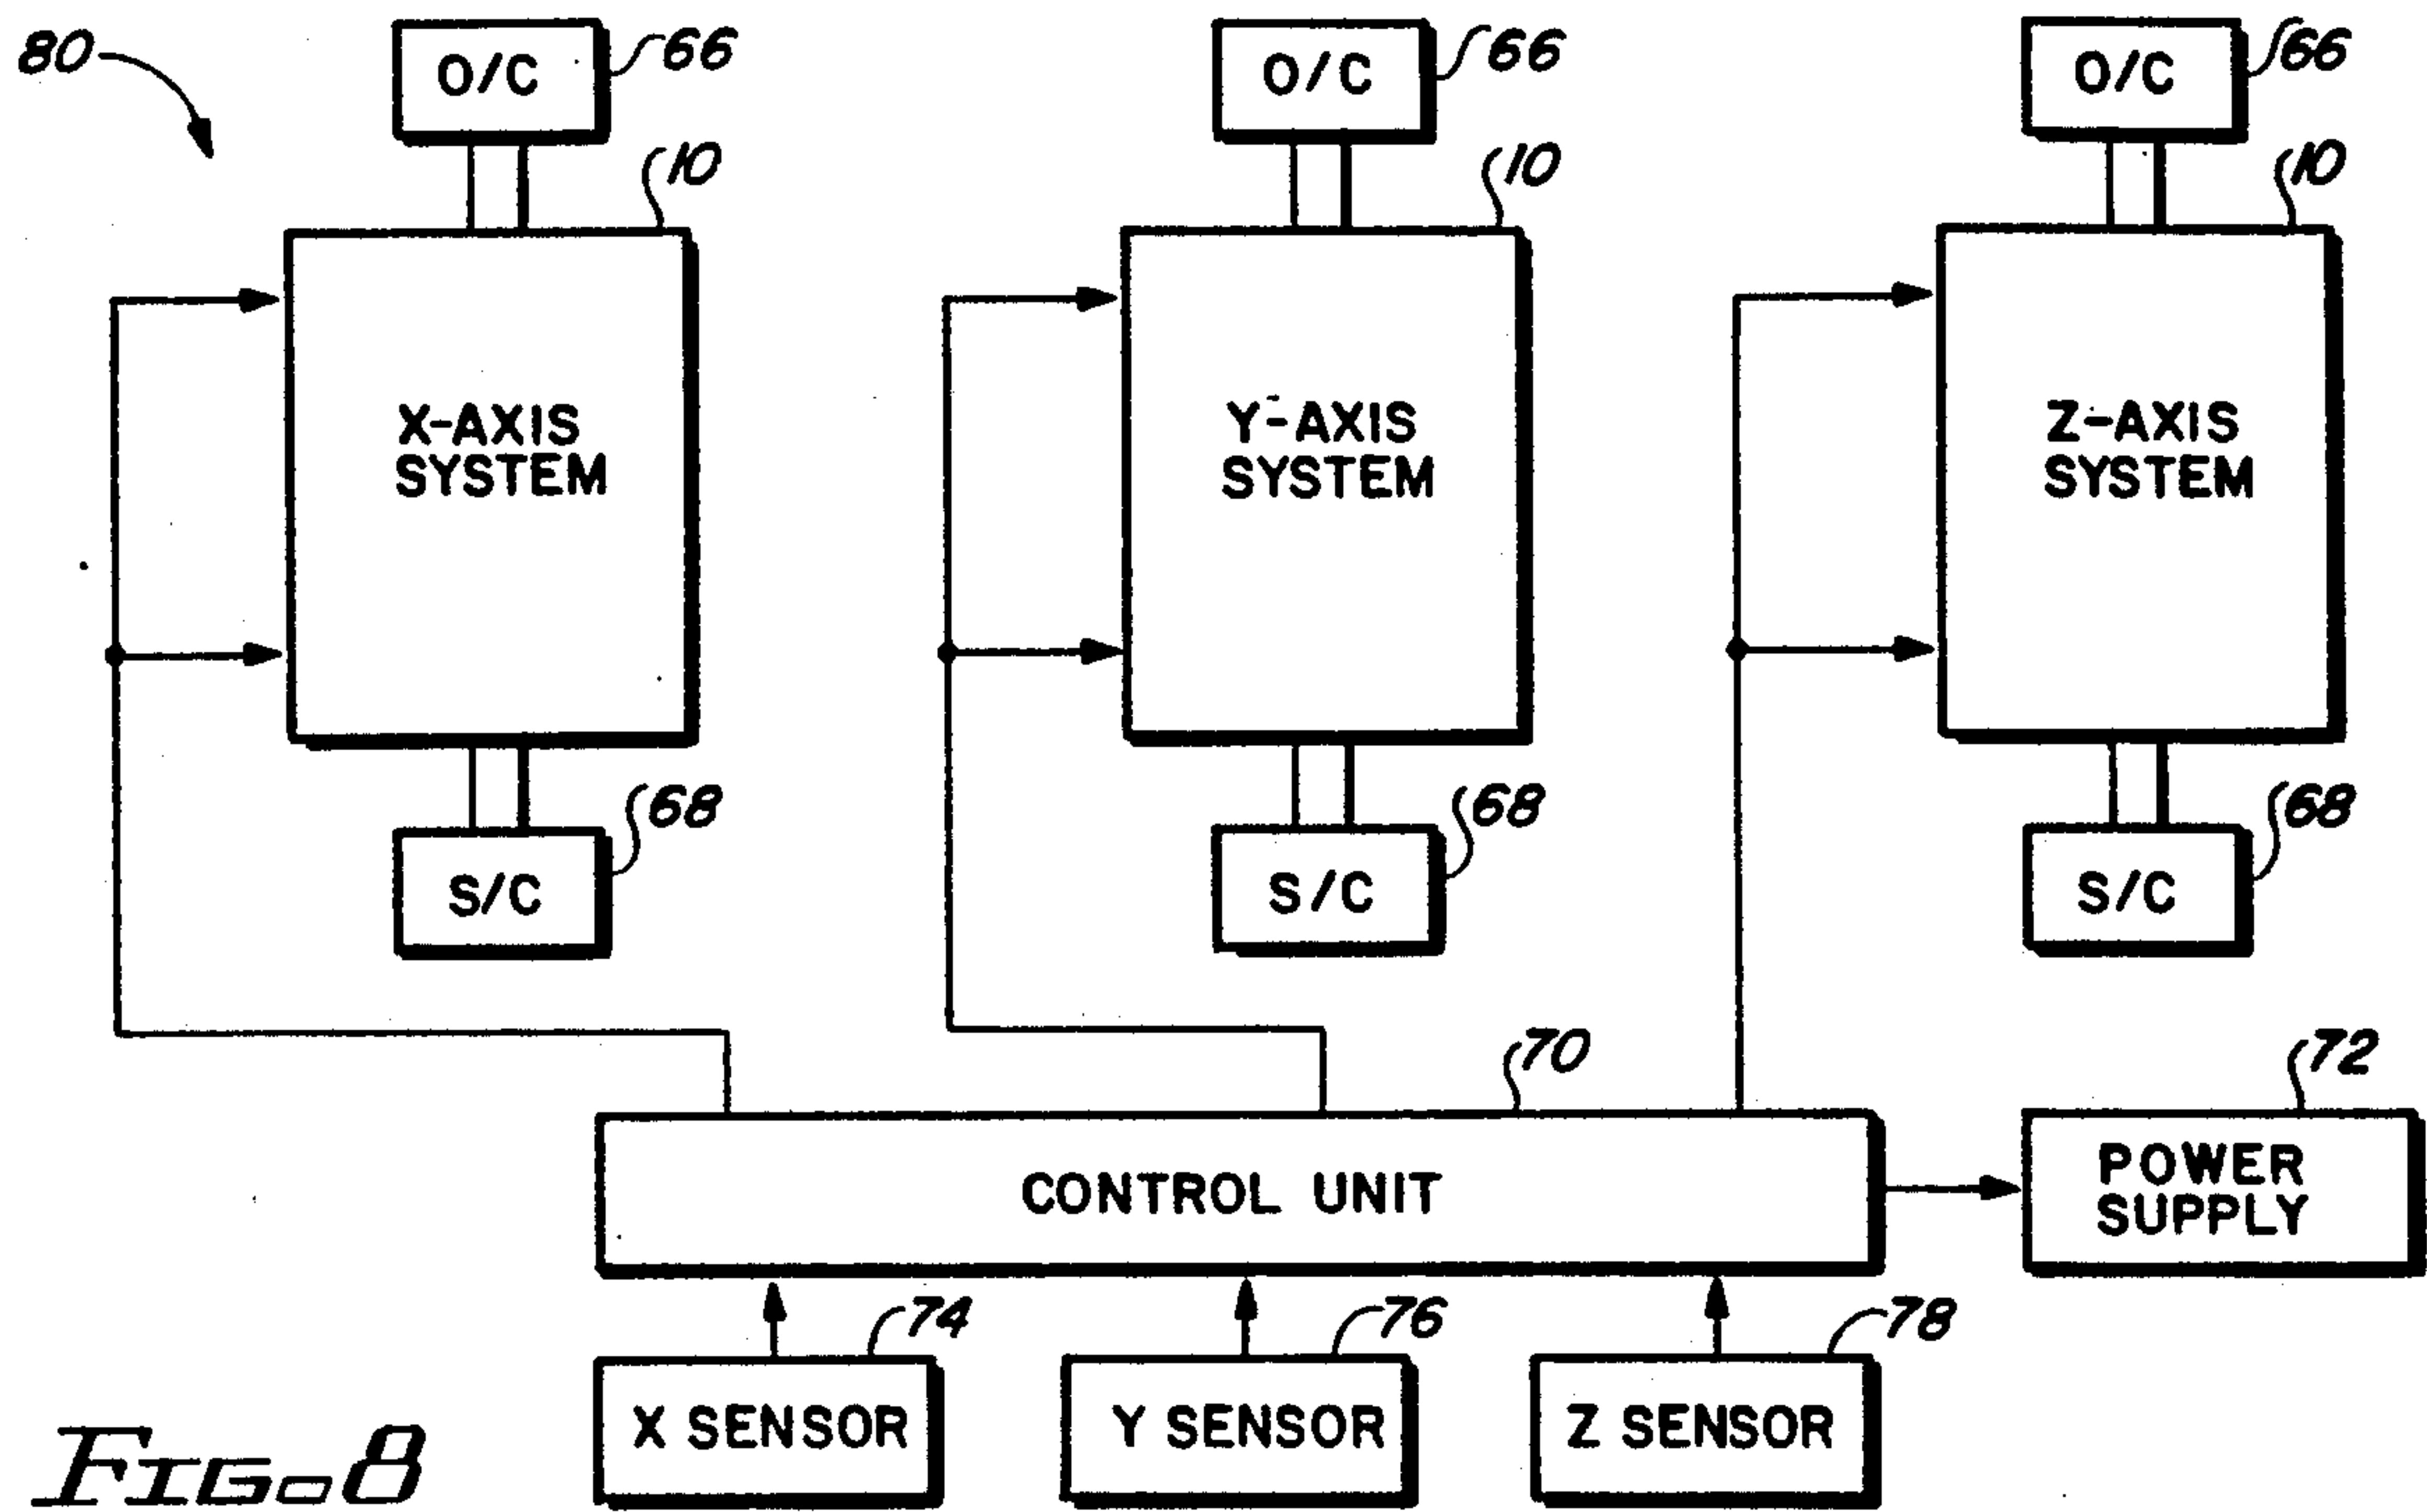 80
O/C 66
O/C 66
O/C 66
10
10
10
X-AXIS
SYSTEM
Y-AXIS
SYSTEM
Z-AXIS
SYSTEM
68
68
68
S/C
S/C
S/C
70
72
CONTROL UNIT
POWER
SUPPLY
74
76
78
X SENSOR
Y SENSOR
Z SENSOR
FIG. 8